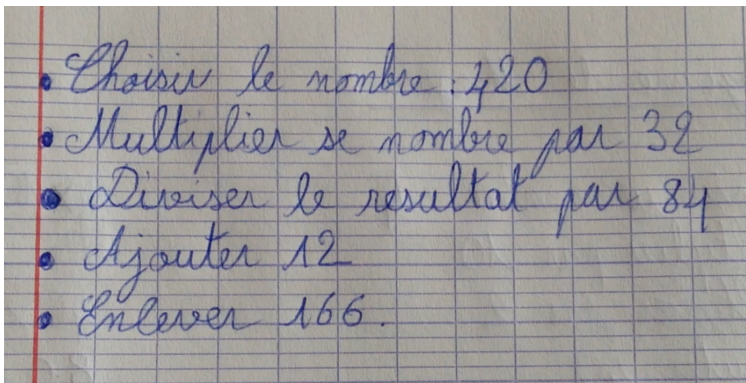 • Choisir le nombre : 420
• Multiplier se nombre par 32
• Diviser le resultat par 84
• Ajouter 12
• Enlever 166.